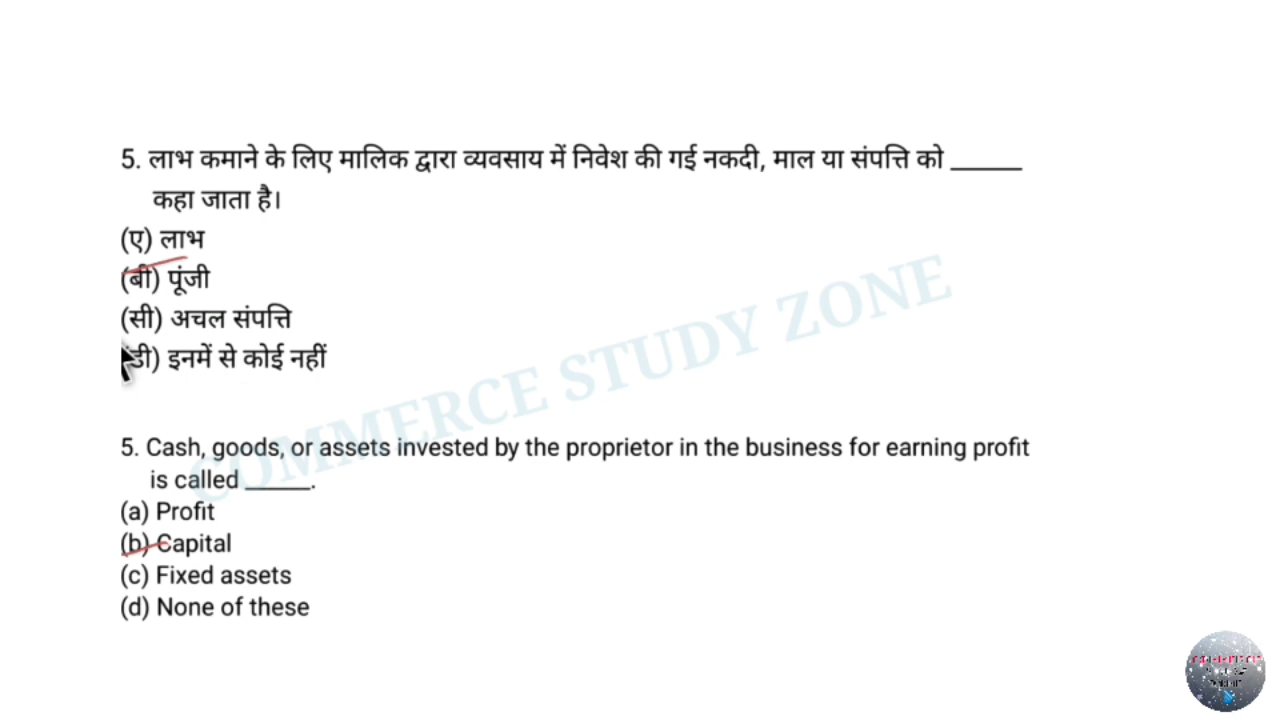 5. लाभ कमाने के लिए मालिक द्वारा व्यवसाय में निवेश की गई नकदी, माल या संपत्ति को ______
कहा जाता है।
(ए) लाभ
(बी) पूंजी
(सी) अचल संपत्ति
डी) इनमें से कोई नहीं
COMMERCE STUDY ZONE
5. Cash, goods, or assets invested by the proprietor in the business for earning profit
is called _____.
(a) Profit
(b) Capital
(c) Fixed assets
(d) None of these